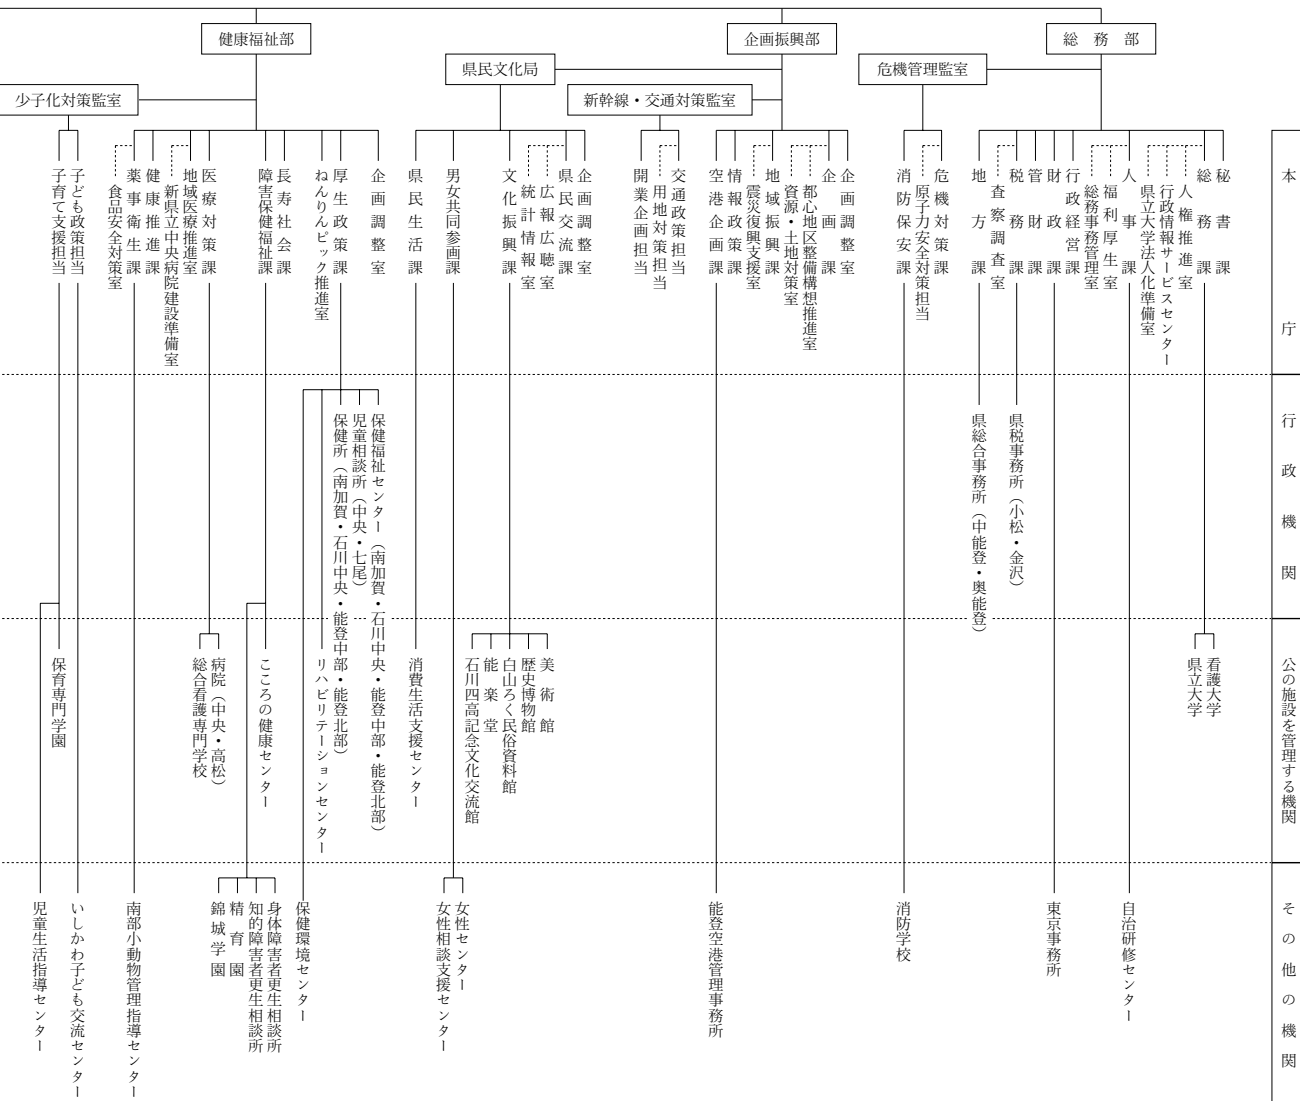 総務部
企画振興部
健康福祉部
危機管理監室
県民文化局
新幹線・交通対策監室
少子化対策監室
本庁
秘書課
総務課
人権推進室
行政情報サービスセンター
県立大学法人化準備室
人事課
福利厚生室
総務事務管理室
行政経営課
財政課
管財課
税務課
査察調査室
地方課
危機対策課
原子力安全対策担当
消防保安課
企画調整室
企画課
都心地区整備構想推進室
資源・土地対策室
地域振興課
震災復興支援室
情報政策課
空港企画課
交通政策担当
用地対策担当
開業企画担当
企画調整室
県民交流課
広報広聴室
統計情報室
文化振興課
男女共同参画課
県民生活課
企画調整室
厚生政策課
ねんりんピック推進室
長寿社会課
障害保健福祉課
医療対策課
地域医療推進室
新県立中央病院建設準備室
健康推進課
薬事衛生課
食品安全対策室
子ども政策担当
子育て支援担当
行政機関
県税事務所（小松・金沢）
県総合事務所（中能登・奥能登）
保健福祉センター（南加賀・石川中央・能登中部・能登北部）
児童相談所（中央・七尾）
保健所（南加賀・石川中央・能登中部・能登北部）
公の施設を管理する機関
看護大学
県立大学
美術館
歴史博物館
白山ろく民俗資料館
能楽堂
石川四高記念文化交流館
消費生活支援センター
リハビリテーションセンター
こころの健康センター
病院（中央・高松）
総合看護専門学校
保育専門学園
その他の機関
自治研修センター
東京事務所
消防学校
能登空港管理事務所
女性センター
女性相談支援センター
保健環境センター
身体障害者更生相談所
知的障害者更生相談所
精育園
錦城学園
南部小動物管理指導センター
いしかわ子ども交流センター
児童生活指導センター